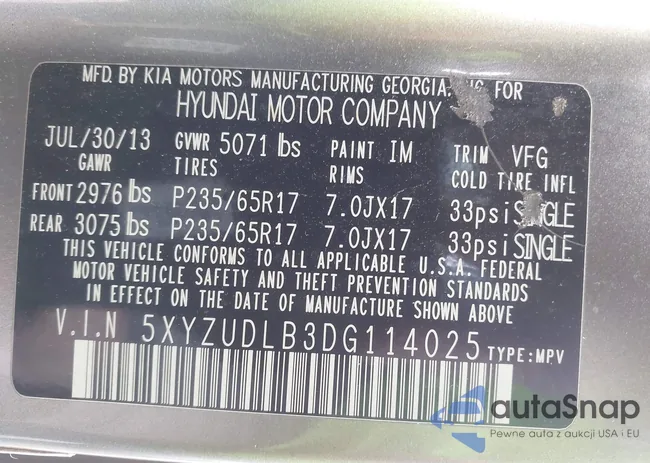 MFD. BY KIA MOTORS MANUFACTURING GEORGIA, INC. FOR
HYUNDAI MOTOR COMPANY
JUL/30/13 GVWR 5071 lbs PAINT IM TRIM VFG
GAWR TIRES RIMS COLD TIRE INFL
FRONT 2976 lbs P235/65R17 7.0JX17 33psi SINGLE
REAR 3075 lbs P235/65R17 7.0JX17 33psi SINGLE
THIS VEHICLE CONFORMS TO ALL APPLICABLE U.S.A. FEDERAL
MOTOR VEHICLE SAFETY AND THEFT PREVENTION STANDARDS
IN EFFECT ON THE DATE OF MANUFACTURE SHOWN ABOVE
V.I.N 5XYZUDLB3DG114025 TYPE:MPV
autaSnap
Pewne auta z aukcji USA i EU